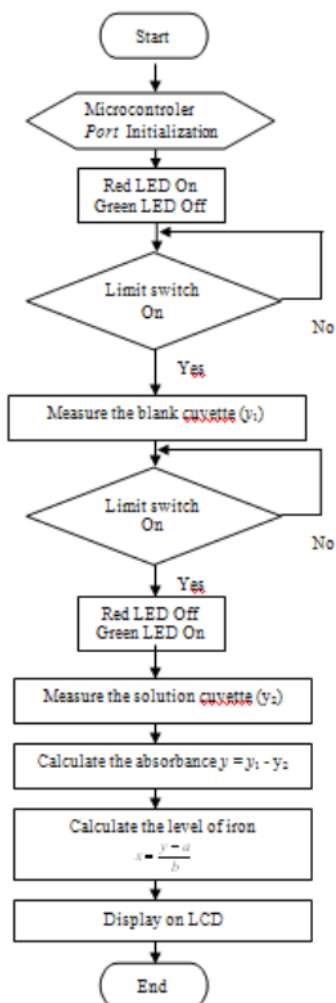 Start
Microcontroler
Port Initialization
Red LED On
Green LED Off
Limit switch
On
No
Yes
Measure the blank cuvette (y₁)
Limit switch
On
No
Yes
Red LED Off
Green LED On
Measure the solution cuvette (y₂)
Calculate the absorbance y = y₁ - y₂
Calculate the level of iron
x = (y − a) / b
Display on LCD
End